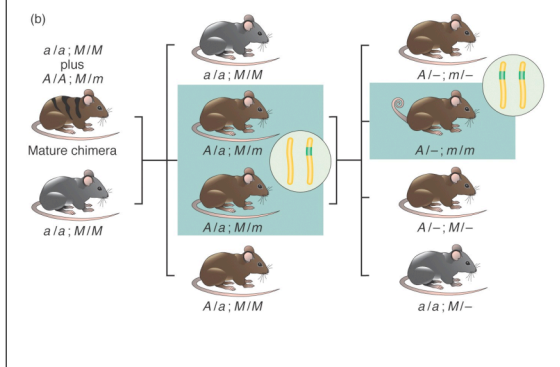 (b)
a/a ; M/M
plus
A/A ; M/m
Mature chimera
a/a ; M/M
a/a ; M/M
A/a ; M/m
A/a ; M/m
A/a ; M/M
A/– ; m/–
A/– ; m/m
A/– ; M/–
a/a ; M/–